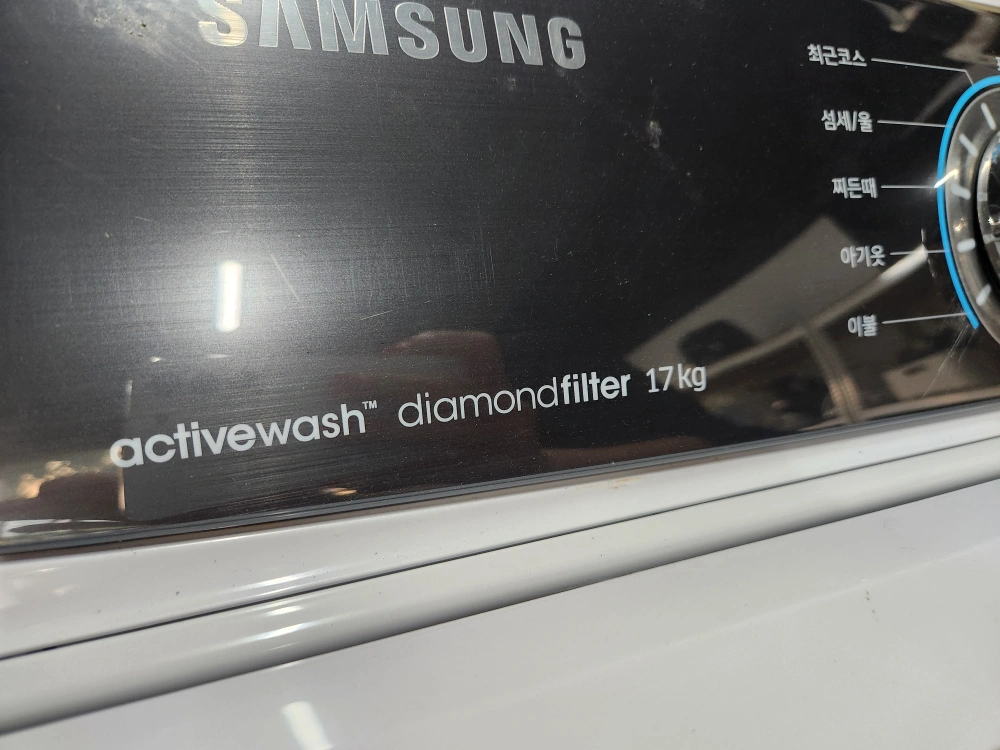 SAMSUNG
최근코스
섬세/울
찌든때
아기옷
이불
activewash™ diamondfilter 17kg